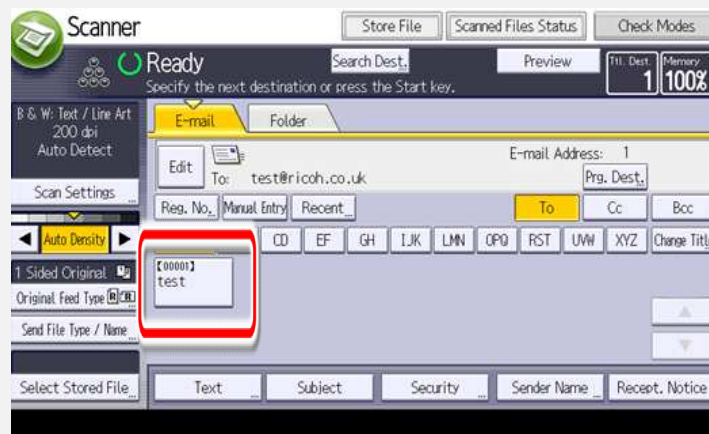 Scanner
Store File
Scanned Files Status
Check Modes
Ready
Search Dest.
Preview
Ttl. Dest.
1
Memory
100%
Specify the next destination or press the Start key.
B & W: Text / Line Art
200 dpi
Auto Detect
Scan Settings
Auto Density
1 Sided Original
Original Feed Type
Send File Type / Name
Select Stored File
E-mail
Folder
Edit
To: test@ricoh.co.uk
E-mail Address: 1
Prg. Dest.
Reg. No.
Manual Entry
Recent
To
Cc
Bcc
CD
EF
GH
IJK
LMN
OPQ
RST
UVW
XYZ
Change Title
【00001】
test
Text
Subject
Security
Sender Name
Recept. Notice